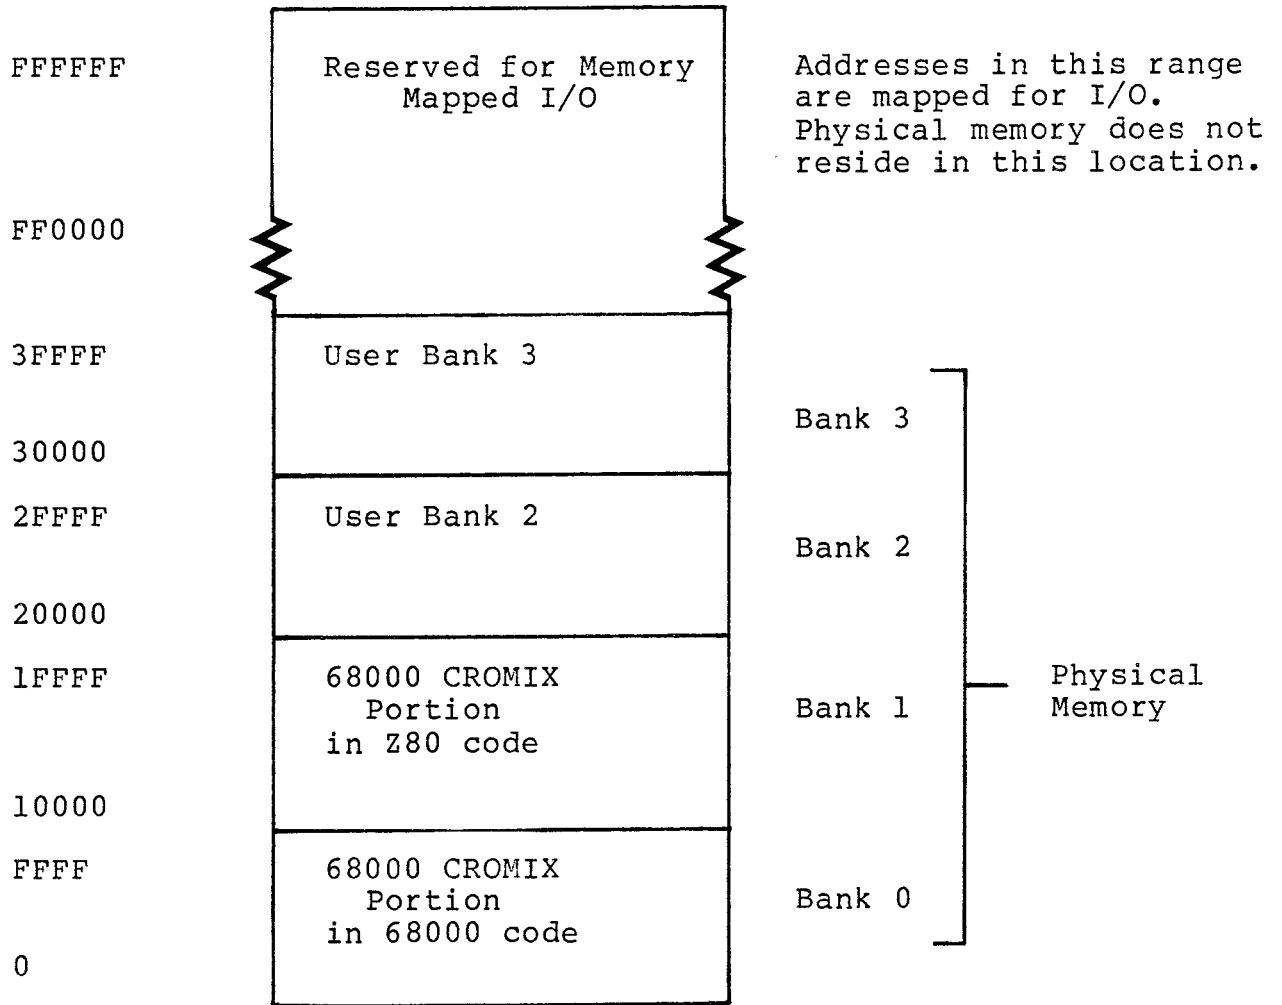 FFFFFF
Reserved for Memory
Mapped I/O
Addresses in this range
are mapped for I/O.
Physical memory does not
reside in this location.
FF0000
3FFFF
User Bank 3
Bank 3
30000
2FFFF
User Bank 2
Bank 2
20000
1FFFF
68000 CROMIX
Portion
in Z80 code
Bank 1
Physical
Memory
10000
FFFF
68000 CROMIX
Portion
in 68000 code
Bank 0
0